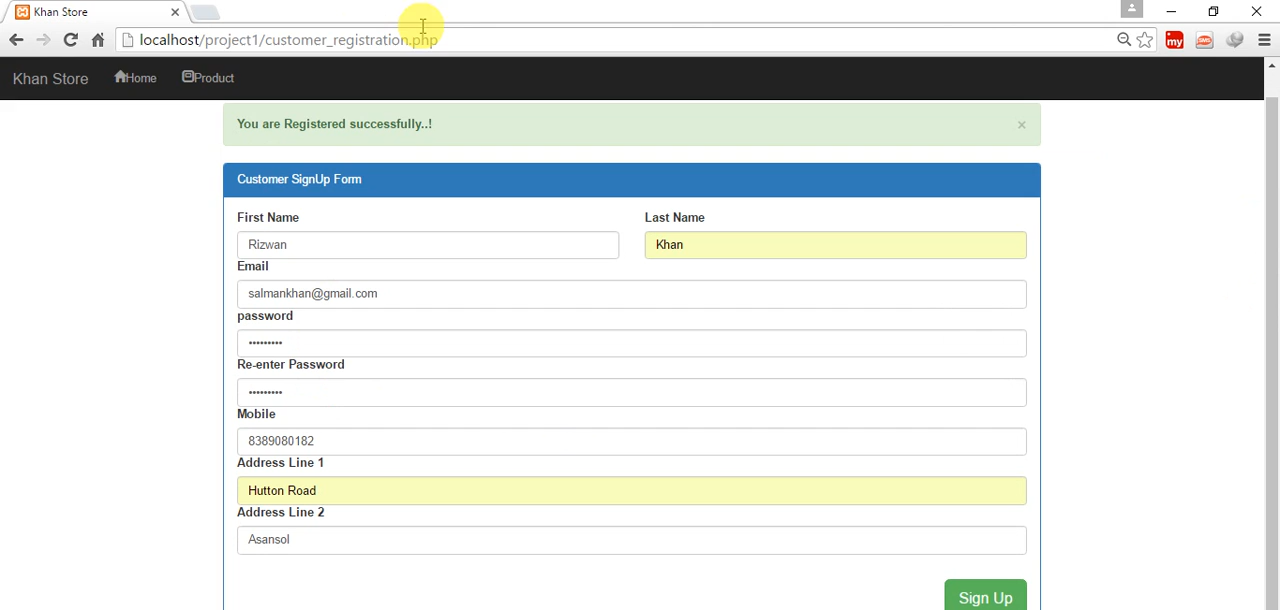 Khan Store
localhost/project1/customer_registration.php
my
SMS
Khan Store Home Product
You are Registered successfully..!
×
Customer SignUp Form
First Name Last Name
Rizwan Khan
Email
salmankhan@gmail.com
password
•••••••••
Re-enter Password
•••••••••
Mobile
8389080182
Address Line 1
Hutton Road
Address Line 2
Asansol
Sign Up